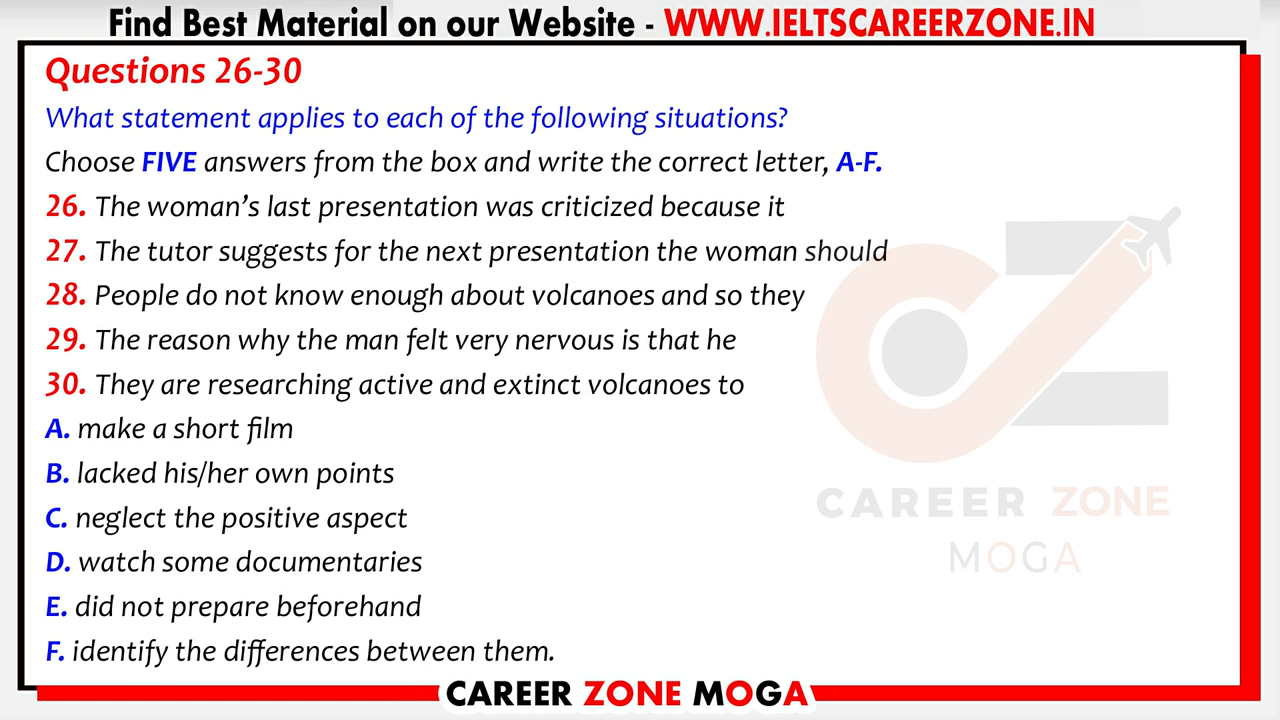 Find Best Material on our Website - WWW.IELTSCAREERZONE.IN
Questions 26-30
What statement applies to each of the following situations?
Choose FIVE answers from the box and write the correct letter, A-F.
26. The woman’s last presentation was criticized because it
27. The tutor suggests for the next presentation the woman should
28. People do not know enough about volcanoes and so they
29. The reason why the man felt very nervous is that he
30. They are researching active and extinct volcanoes to
A. make a short film
B. lacked his/her own points
C. neglect the positive aspect
D. watch some documentaries
E. did not prepare beforehand
F. identify the differences between them.
CAREER ZONE
MOGA
CAREER ZONE MOGA